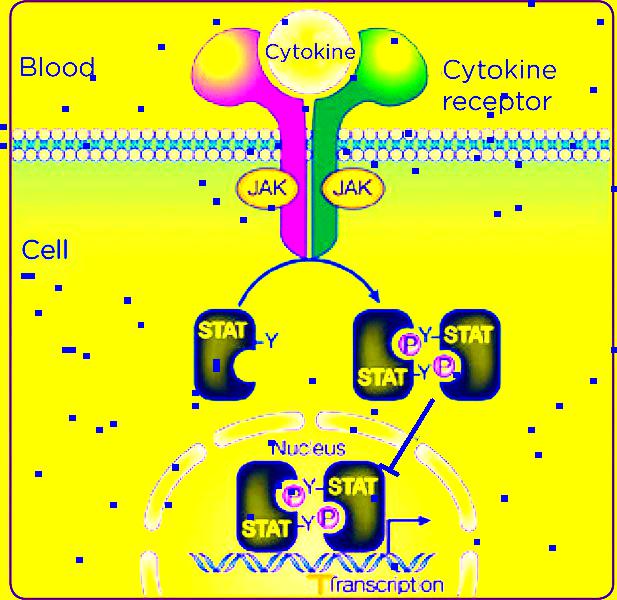 Cytokine
Blood
Cytokine
receptor
JAK
JAK
Cell
STAT
Y
P
Y
STAT
STAT
Y
P
Nucleus
P
Y
STAT
STAT
Y
P
Transcription